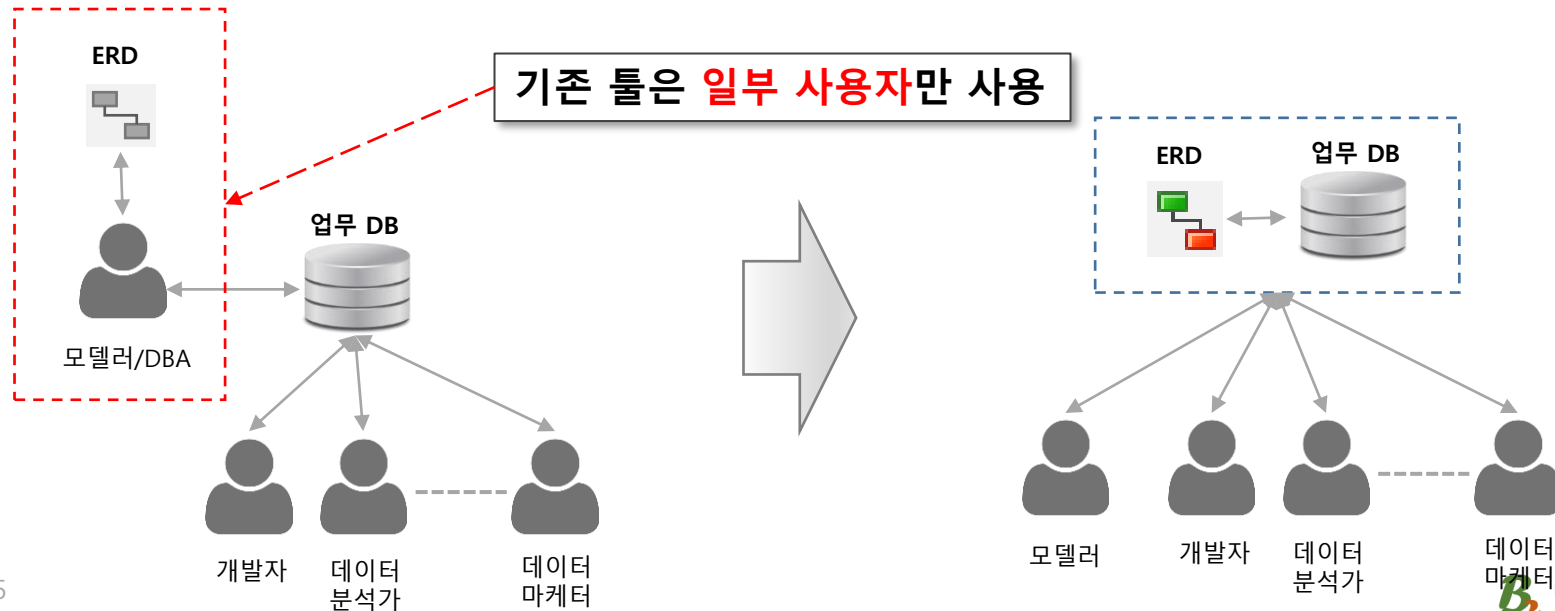 ERD
기존 툴은 일부 사용자만 사용
업무 DB
모델러/DBA
개발자
데이터
분석가
데이터
마케터
ERD
업무 DB
모델러
개발자
데이터
분석가
데이터
마케터
B